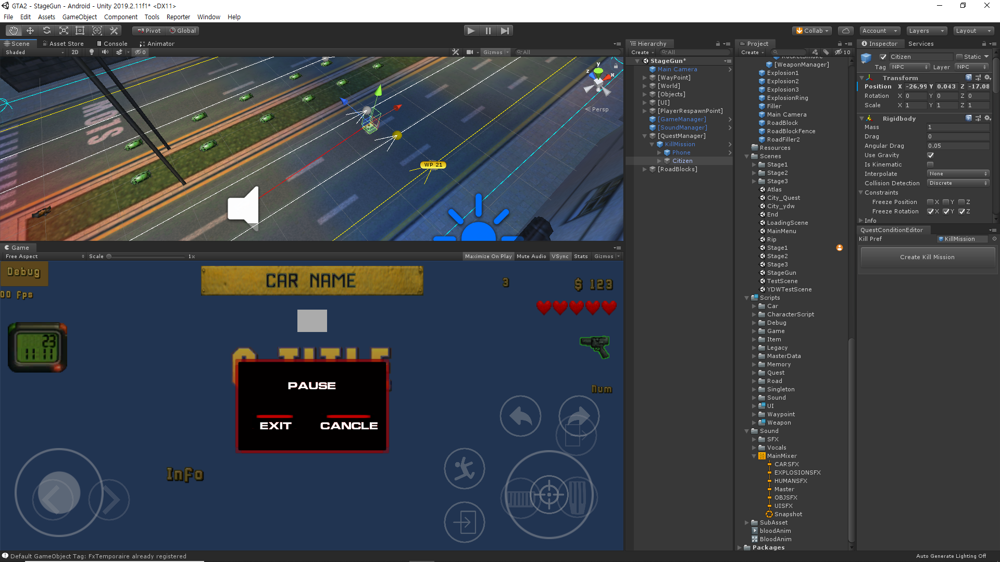 GTA2 - StageGun - Android - Unity 2019.2.11f1* <DX11>
File Edit Assets GameObject Component Tools Reporter Window Help
Pivot Global
Collab Account Layers Layout
Scene Asset Store Console Animator
Shaded 2D 0 Gizmos All
NOIS
y
z x
Persp
WP 21
Game
Free Aspect Scale 1x Maximize On Play Mute Audio VSync Stats Gizmos
Debug
CAR NAME
3
$ 123
00 fps
23
11:11
PAUSE
EXIT CANCLE
Num
Info
Default GameObject Tag: FxTemporaire already registered
Hierarchy
Create All
StageGun*
Main Camera
[WayPoint]
[World]
[Objects]
[UI]
[PlayerRespawnPoint]
[GameManager]
[SoundManager]
[QuestManager]
KillMission
Phone
Citizen
[RoadBlocks]
Project
Create 10
RocketSmoke
[WeaponManager]
Explosion1
Explosion2
Explosion3
ExplosionRing
Filler
Main Camera
RoadBlock
RoadBlockFence
RoadFiller2
Resources
Scenes
Stage1
Stage2
Stage3
Atlas
City_Quest
City_ydw
End
LoadingScene
MainMenu
Rip
Stage1
Stage2
Stage3
StageGun
TestScene
YDWTestScene
Scripts
Car
CharacterScript
Debug
Game
Item
Legacy
MasterData
Memory
Quest
Road
Singleton
Sound
UI
Waypoint
Weapon
Sound
SFX
Vocals
MainMixer
CARSFX
EXPLOSIONSFX
HUMANSFX
Master
OBJSFX
UISFX
Snapshot
SubAsset
bloodAnim
BloodAnim
Packages
Inspector Services
Citizen Static
Tag NPC Layer NPC
Transform
Position X -26.99 Y 0.043 Z -17.08
Rotation X 0 Y 0 Z 0
Scale X 1 Y 1 Z 1
Rigidbody
Mass 1
Drag 0
Angular Drag 0.05
Use Gravity
Is Kinematic
Interpolate None
Collision Detection Discrete
Constraints
Freeze Position X Y Z
Freeze Rotation X Y Z
Info
QuestConditionEditor
Kill Pref KillMission
Create Kill Mission
Auto Generate Lighting Off